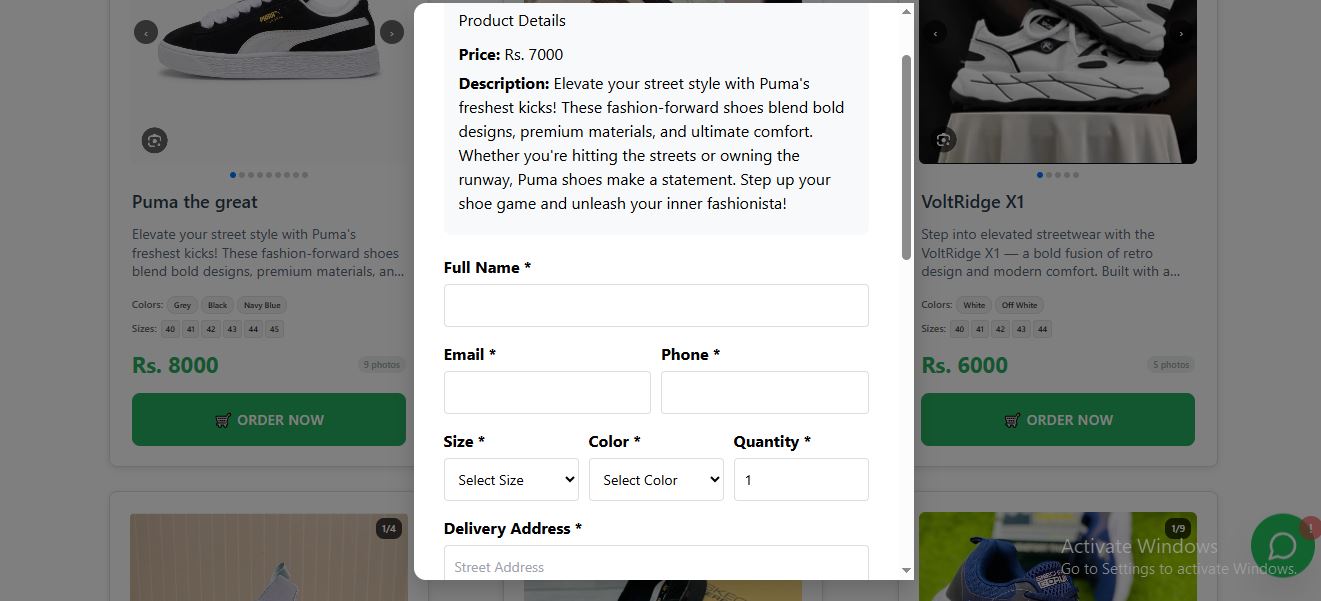 PUMA
Puma the great
Elevate your street style with Puma's
freshest kicks! These fashion-forward shoes
blend bold designs, premium materials, an...
Colors: Grey Black Navy Blue
Sizes: 40 41 42 43 44 45
Rs. 8000 9 photos
🛒 ORDER NOW
1/4
Product Details
Price: Rs. 7000
Description: Elevate your street style with Puma's
freshest kicks! These fashion-forward shoes blend bold
designs, premium materials, and ultimate comfort.
Whether you're hitting the streets or owning the
runway, Puma shoes make a statement. Step up your
shoe game and unleash your inner fashionista!
Full Name *
Email * Phone *
Size * Color * Quantity *
Select Size Select Color 1
Delivery Address *
Street Address
VoltRidge X1
Step into elevated streetwear with the
VoltRidge X1 — a bold fusion of retro
design and modern comfort. Built with a...
Colors: White Off White
Sizes: 40 41 42 43 44
Rs. 6000 5 photos
🛒 ORDER NOW
1/9
!
Activate Windows
Go to Settings to activate Windows.